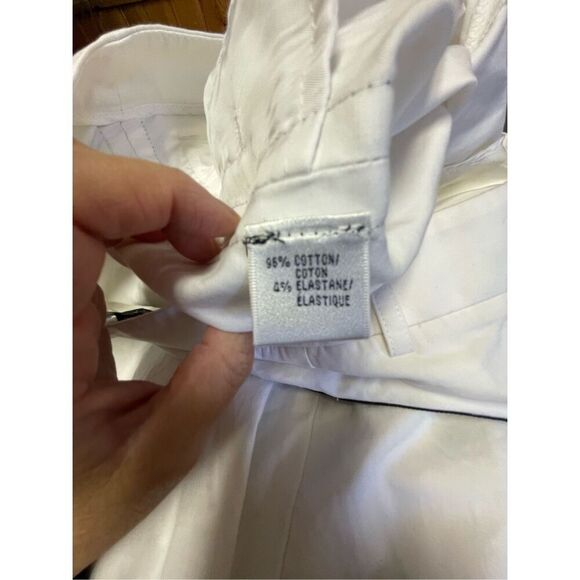 96% COTTON/
COTON
4% ELASTANE/
ÉLASTIQUE